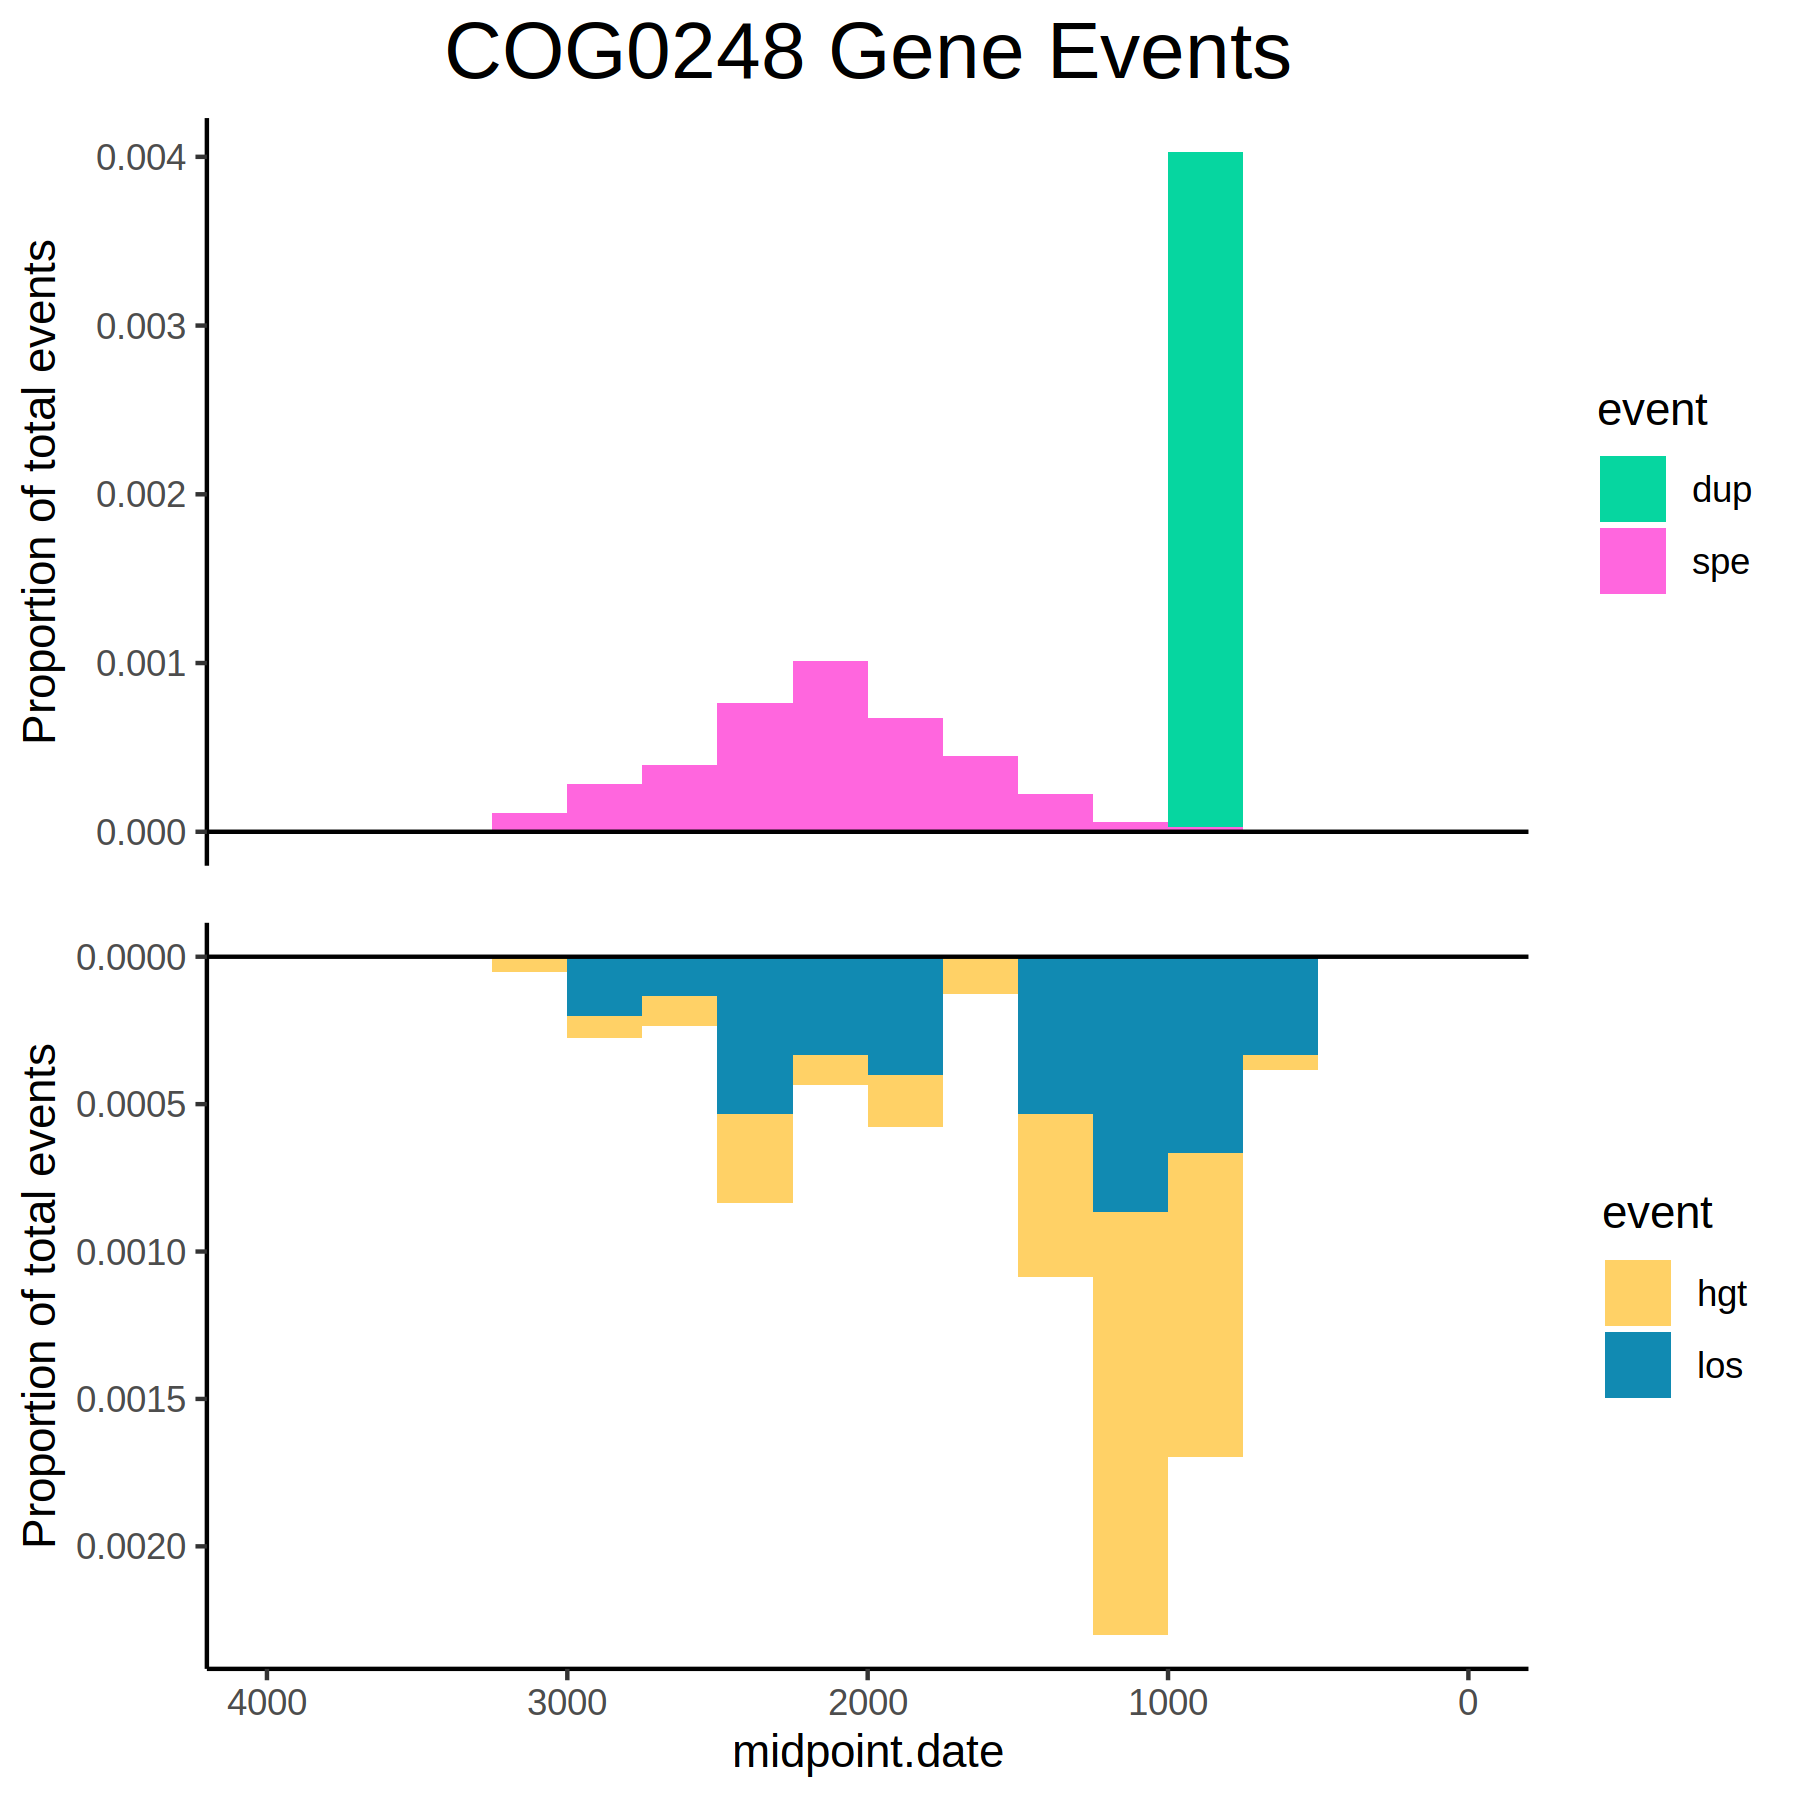 COG0248 Gene Events
Proportion of total events
0.004
0.003
0.002
0.001
0.000
event
dup
spe
Proportion of total events
0.0000
0.0005
0.0010
0.0015
0.0020
event
hgt
los
4000 3000 2000 1000 0
midpoint.date